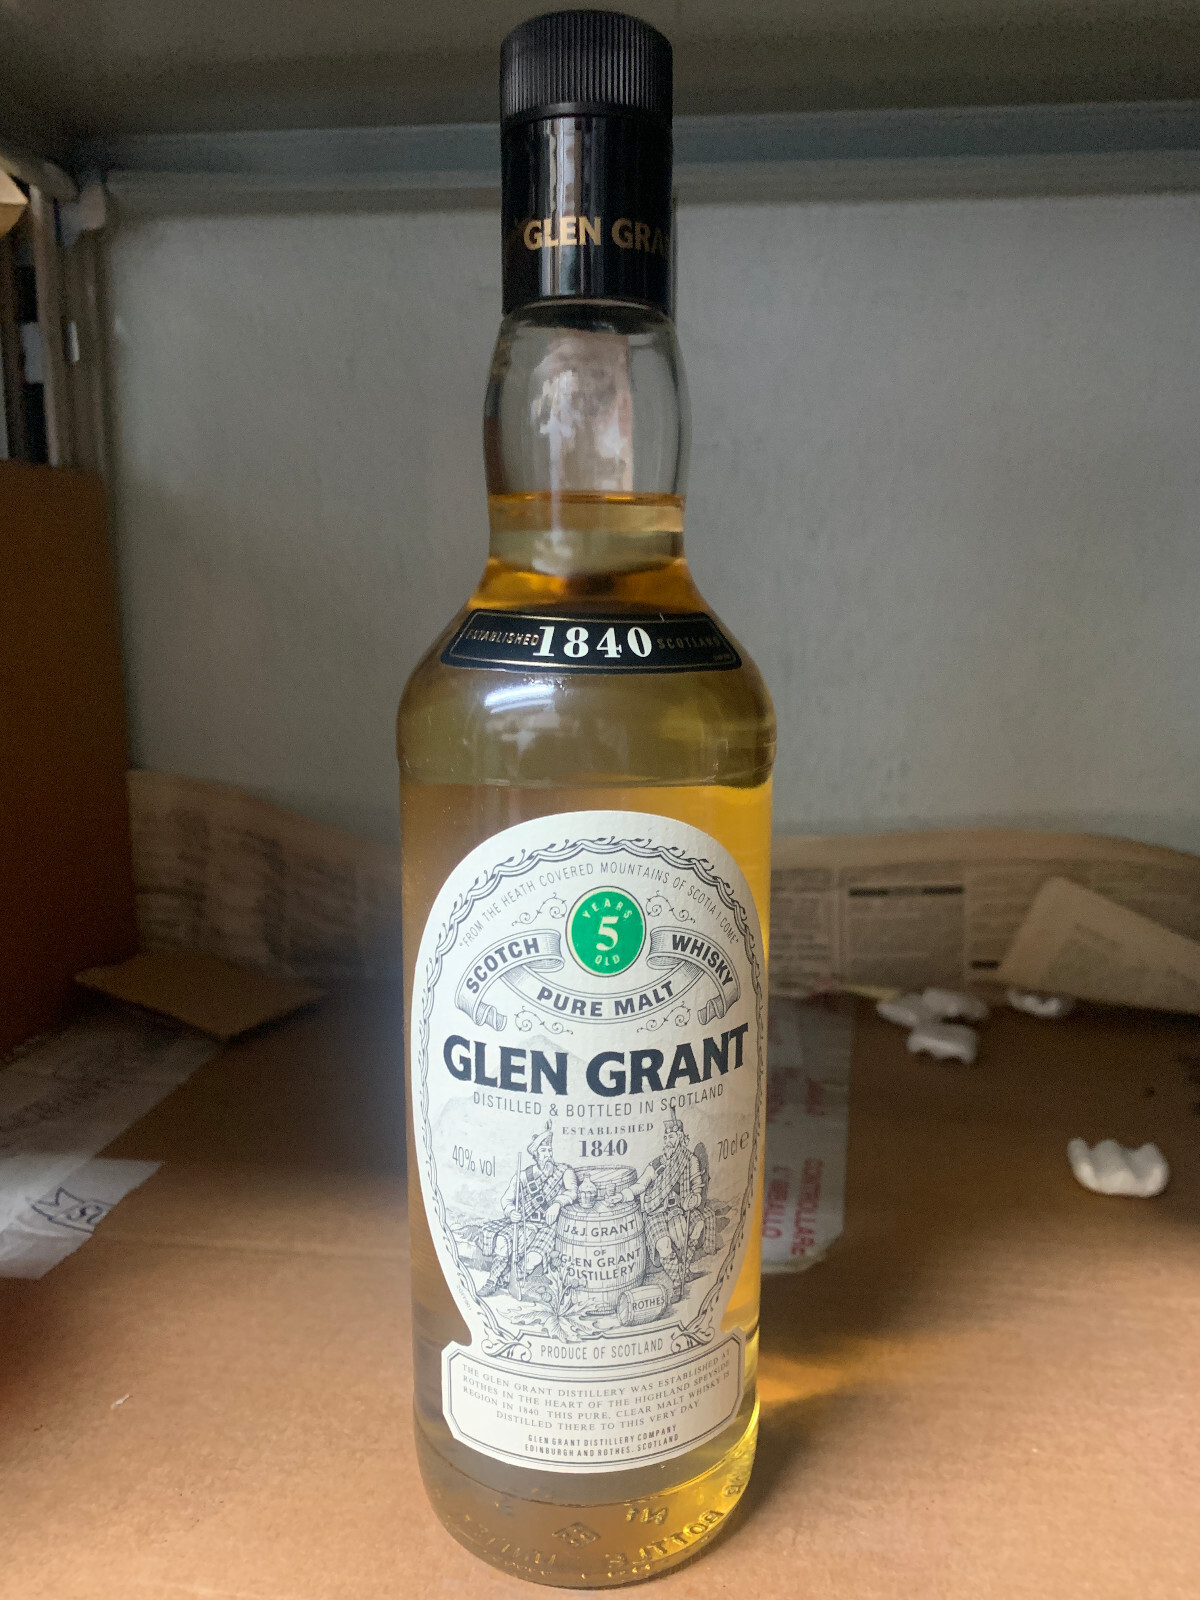 GLEN GRA
ESTABLISHED 1840 SCOTLAND
"FROM THE HEATH COVERED MOUNTAINS OF SCOTIA I COME"
YEARS
5
OLD
SCOTCH WHISKY
PURE MALT
GLEN GRANT
DISTILLED & BOTTLED IN SCOTLAND
ESTABLISHED
1840
40% vol
70cl e
J&J GRANT
OF
GLEN GRANT
DISTILLERY
ROTHES
PRODUCE OF SCOTLAND
THE GLEN GRANT DISTILLERY WAS ESTABLISHED AT
ROTHES IN THE HEART OF THE HIGHLAND SPEYSIDE
REGION IN 1840. THIS PURE, CLEAR MALT WHISKY IS
DISTILLED THERE TO THIS VERY DAY
GLEN GRANT DISTILLERY COMPANY
EDINBURGH AND ROTHES, SCOTLAND
CONTROLLARE
L'IMBALLO